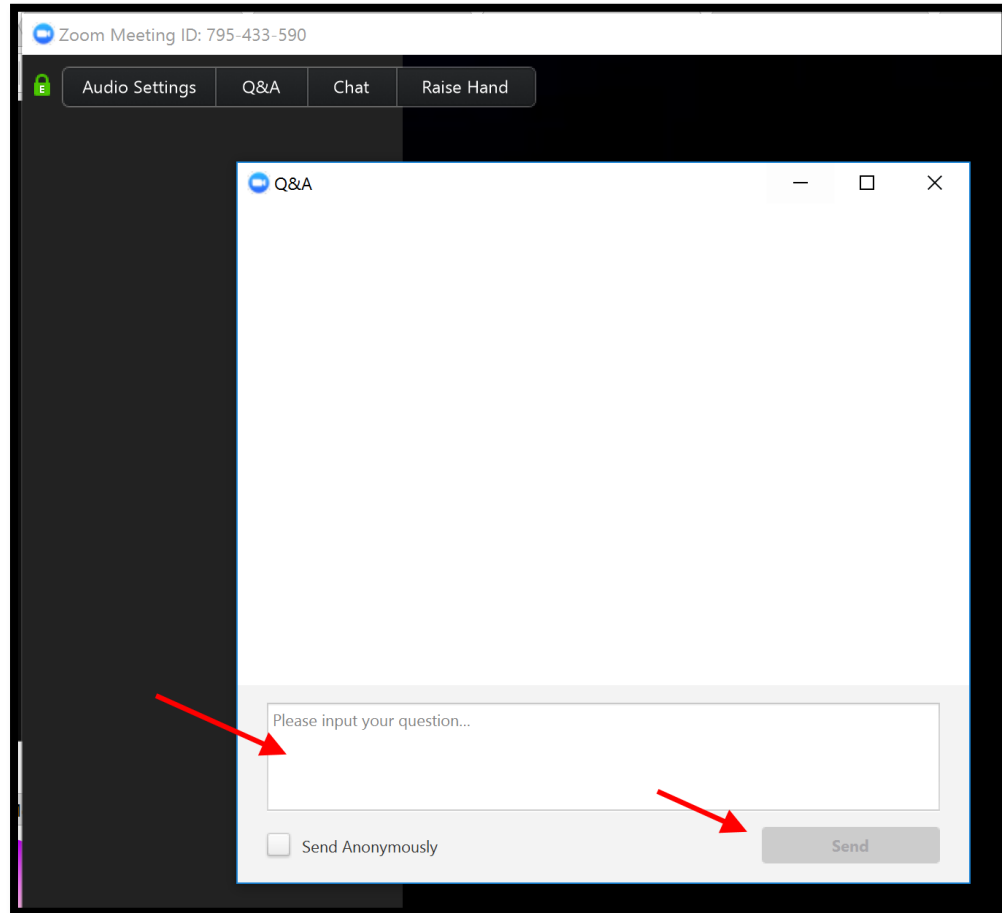 Zoom Meeting ID: 795-433-590
E
Audio Settings Q&A Chat Raise Hand
Q&A
Please input your question...
Send Anonymously
Send